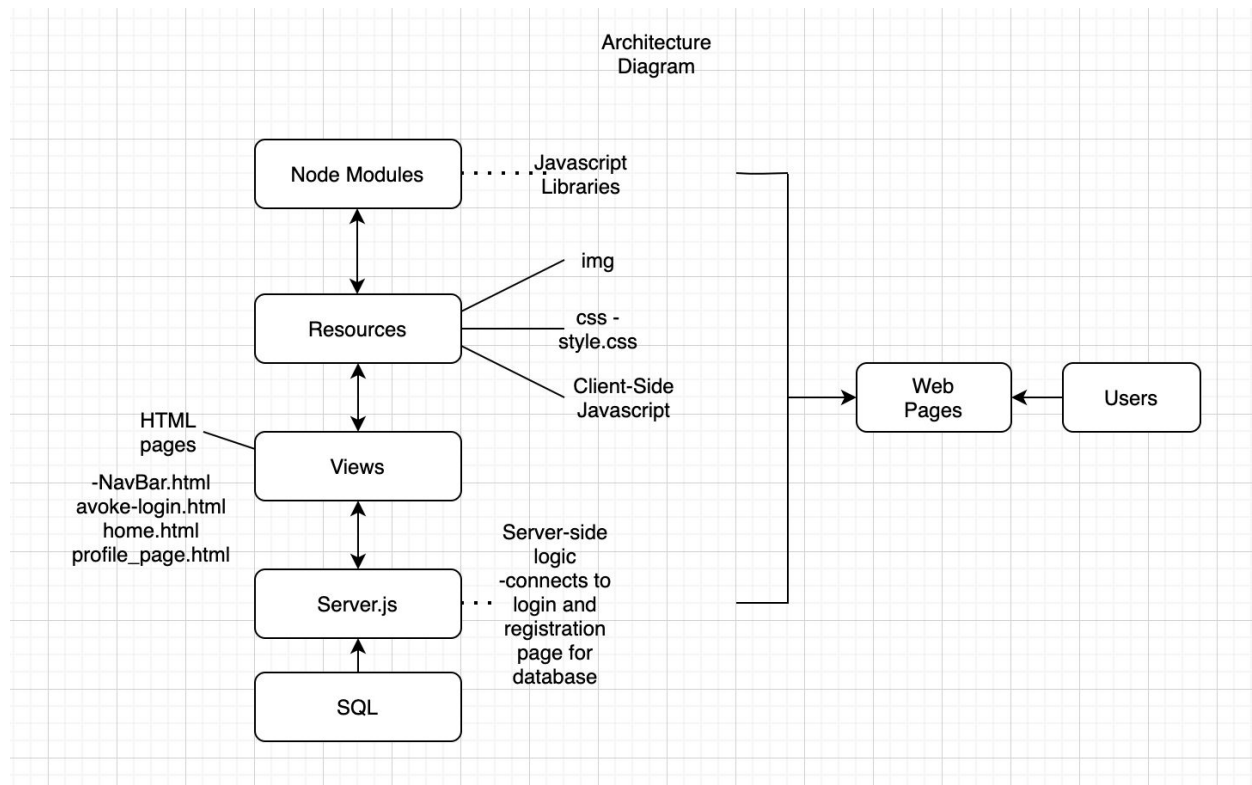 Architecture
Diagram
Node Modules
Javascript
Libraries
img
Resources
css -
style.css
Client-Side
Javascript
Web
Pages
Users
HTML
pages
Views
-NavBar.html
avoke-login.html
home.html
profile_page.html
Server-side
logic
-connects to
login and
registration
page for
database
Server.js
SQL